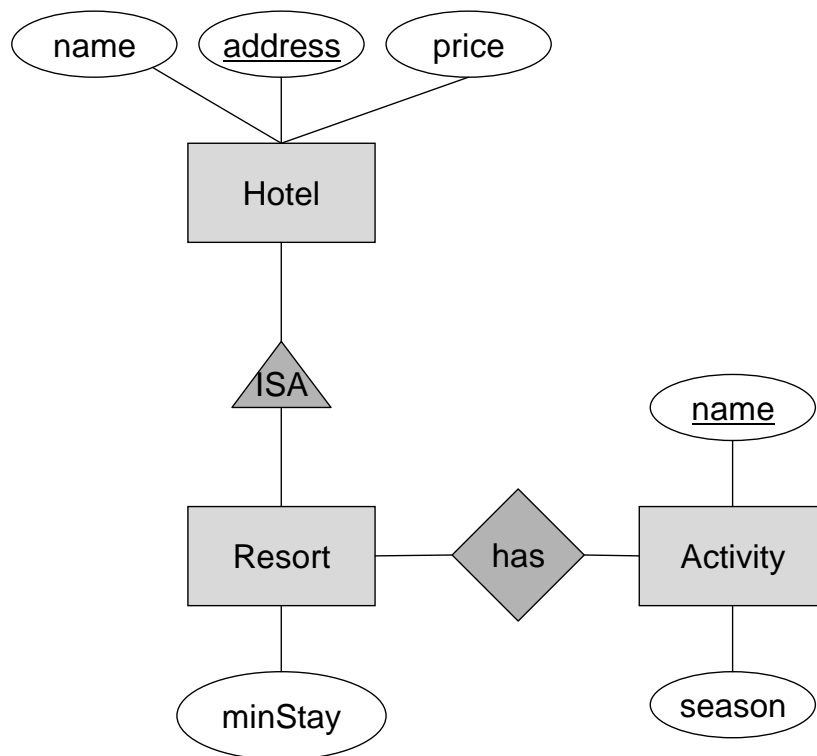 name
address
price
Hotel
ISA
name
Resort
has
Activity
minStay
season